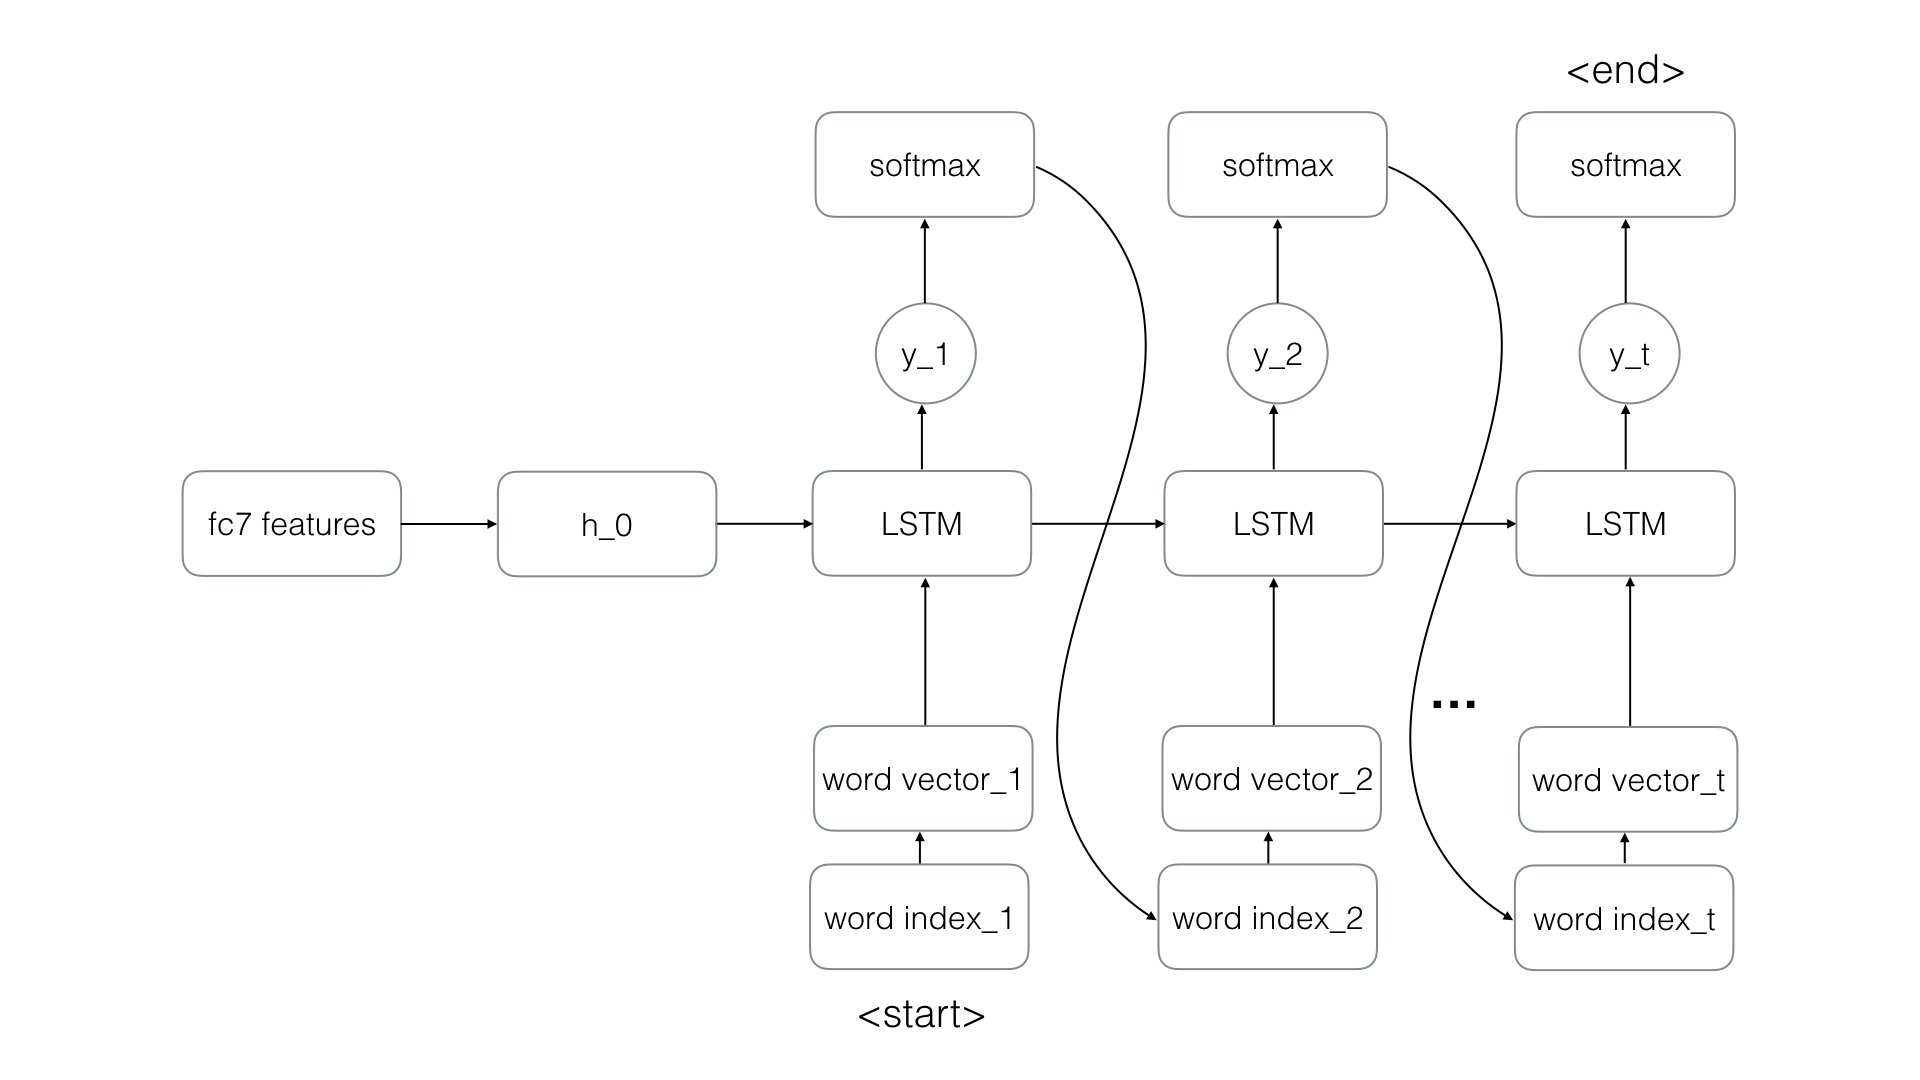 <end>
softmax
softmax
softmax
y_1
y_2
y_t
fc7 features
h_0
LSTM
LSTM
LSTM
...
word vector_1
word vector_2
word vector_t
word index_1
word index_2
word index_t
<start>